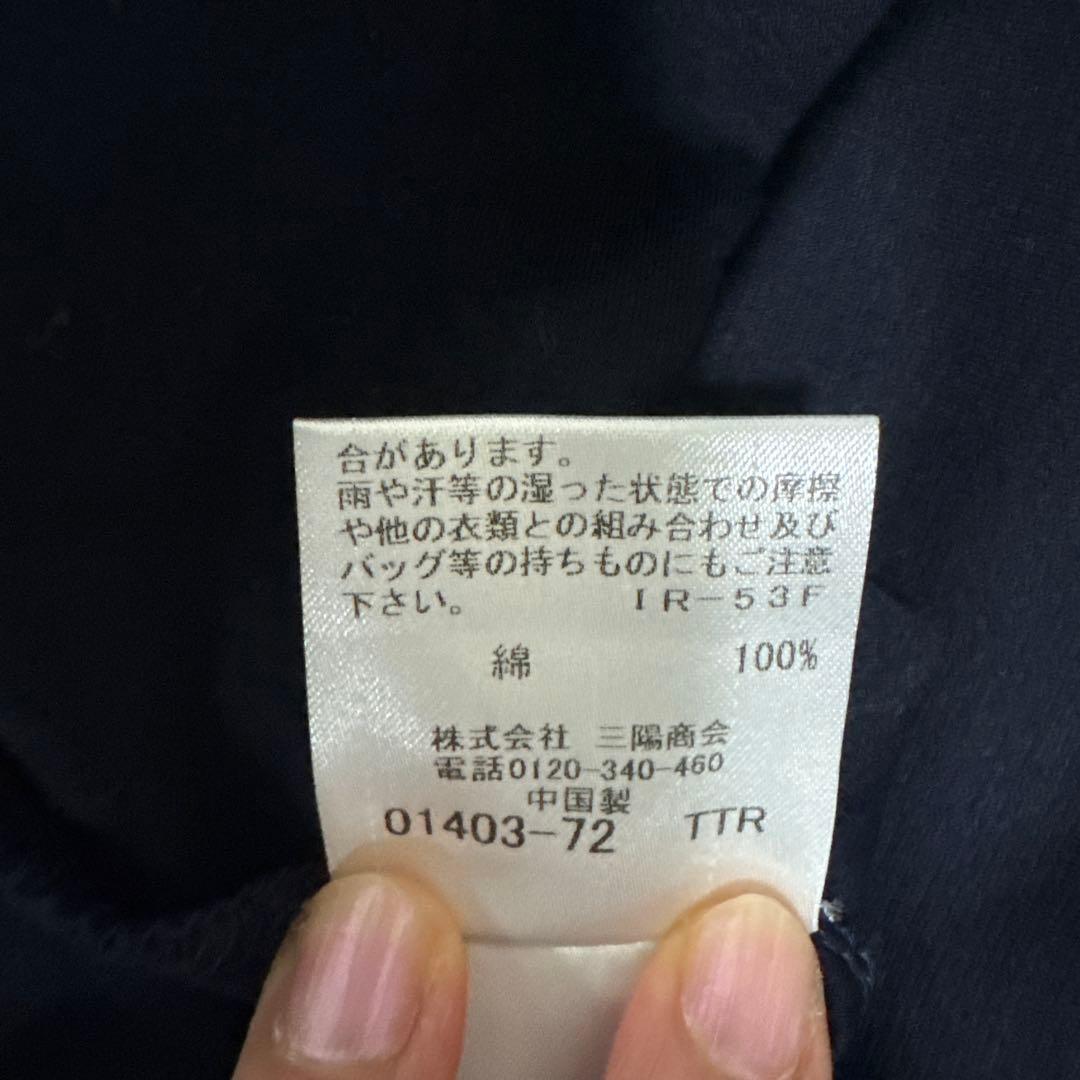 合があります。
雨や汗等の湿った状態での摩擦
や他の衣類との組み合わせ及び
バッグ等の持ちものにもご注意
下さい。 IR-53F
綿 100%
株式会社 三陽商会
電話0120-340-460
中国製
01403-72 TTR